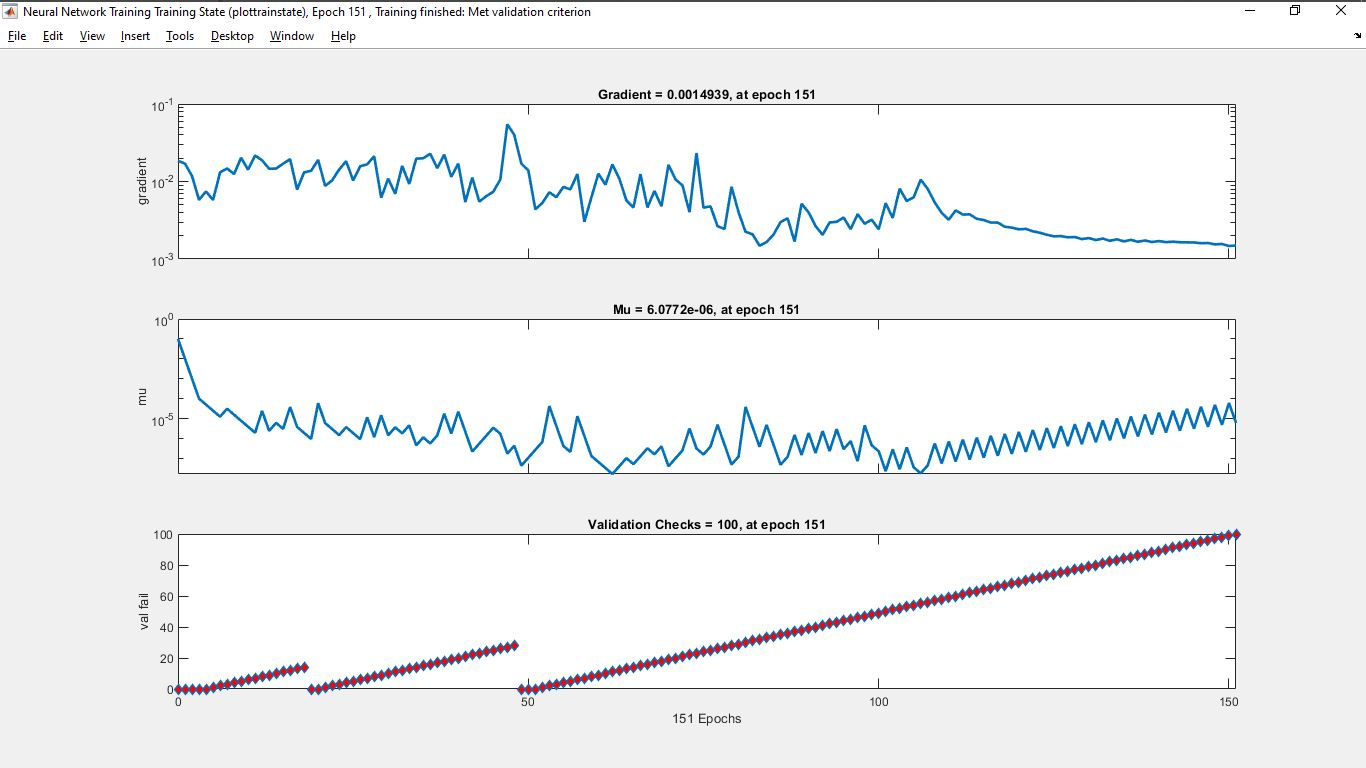 Neural Network Training Training State (plottrainstate), Epoch 151 , Training finished: Met validation criterion
File Edit View Insert Tools Desktop Window Help
Gradient = 0.0014939, at epoch 151
10^-1
10^-2
10^-3
gradient
Mu = 6.0772e-06, at epoch 151
10^0
10^-5
mu
Validation Checks = 100, at epoch 151
100
80
60
40
20
0
val fail
0 50 100 150
151 Epochs